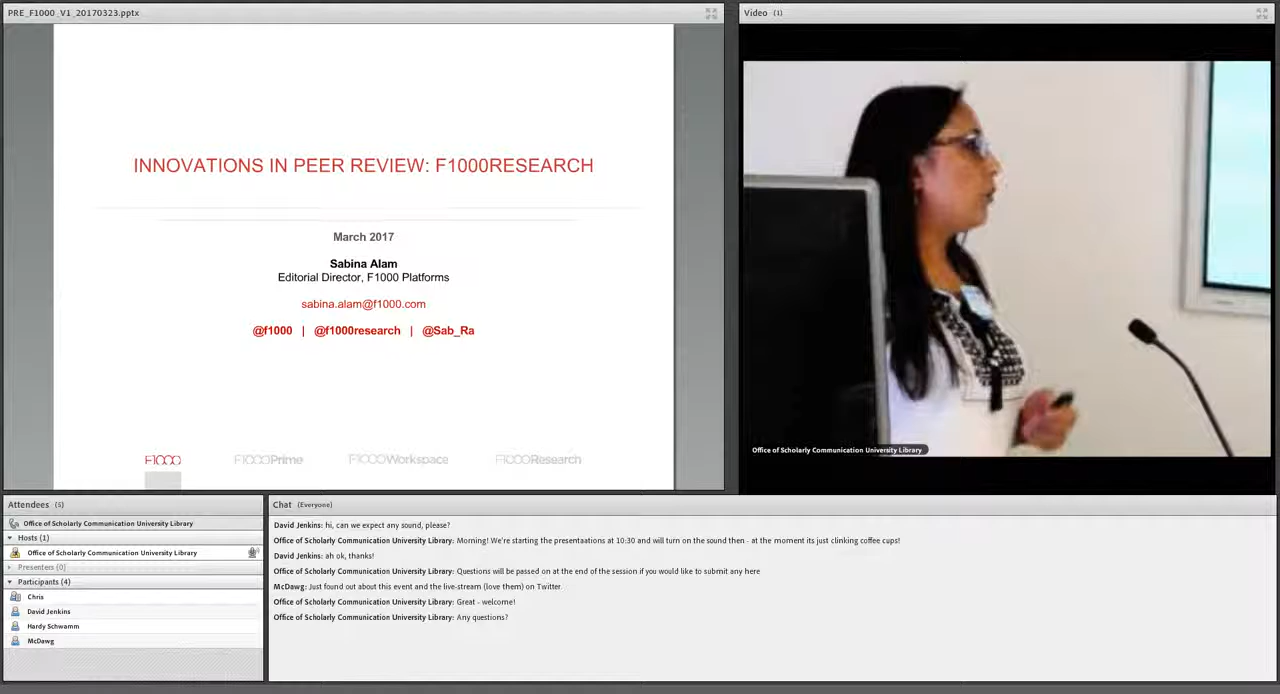 PRE_F1000_V1_20170323.pptx
INNOVATIONS IN PEER REVIEW: F1000RESEARCH
March 2017
Sabina Alam
Editorial Director, F1000 Platforms
sabina.alam@f1000.com
@f1000 | @f1000research | @Sab_Ra
F1000
F1000Prime
F1000Workspace
F1000Research
Video (1)
Office of Scholarly Communication University Library
Attendees (5)
Office of Scholarly Communication University Library
Hosts (1)
Office of Scholarly Communication University Library
Presenters (0)
Participants (4)
Chris
David Jenkins
Hardy Schwamm
McDawg
Chat (Everyone)
David Jenkins: hi, can we expect any sound, please?
Office of Scholarly Communication University Library: Morning! We're starting the presentaations at 10:30 and will turn on the sound then - at the moment its just clinking coffee cups!
David Jenkins: ah ok, thanks!
Office of Scholarly Communication University Library: Questions will be passed on at the end of the session if you would like to submit any here
McDawg: Just found out about this event and the live-stream (love them) on Twitter.
Office of Scholarly Communication University Library: Great - welcome!
Office of Scholarly Communication University Library: Any questions?